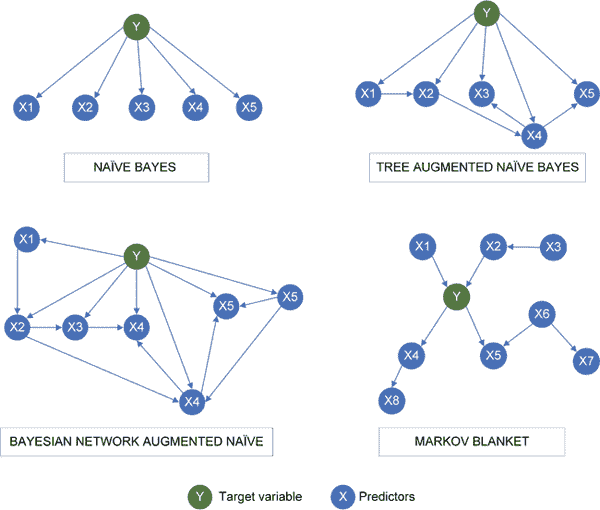 Y
X1
X2
X3
X4
X5
NAÏVE BAYES
Y
X1
X2
X3
X5
X4
TREE AUGMENTED NAÏVE BAYES
X1
Y
X5
X5
X2
X3
X4
X4
BAYESIAN NETWORK AUGMENTED NAÏVE
X1
X2
X3
Y
X6
X4
X5
X7
X8
MARKOV BLANKET
Y Target variable
X Predictors